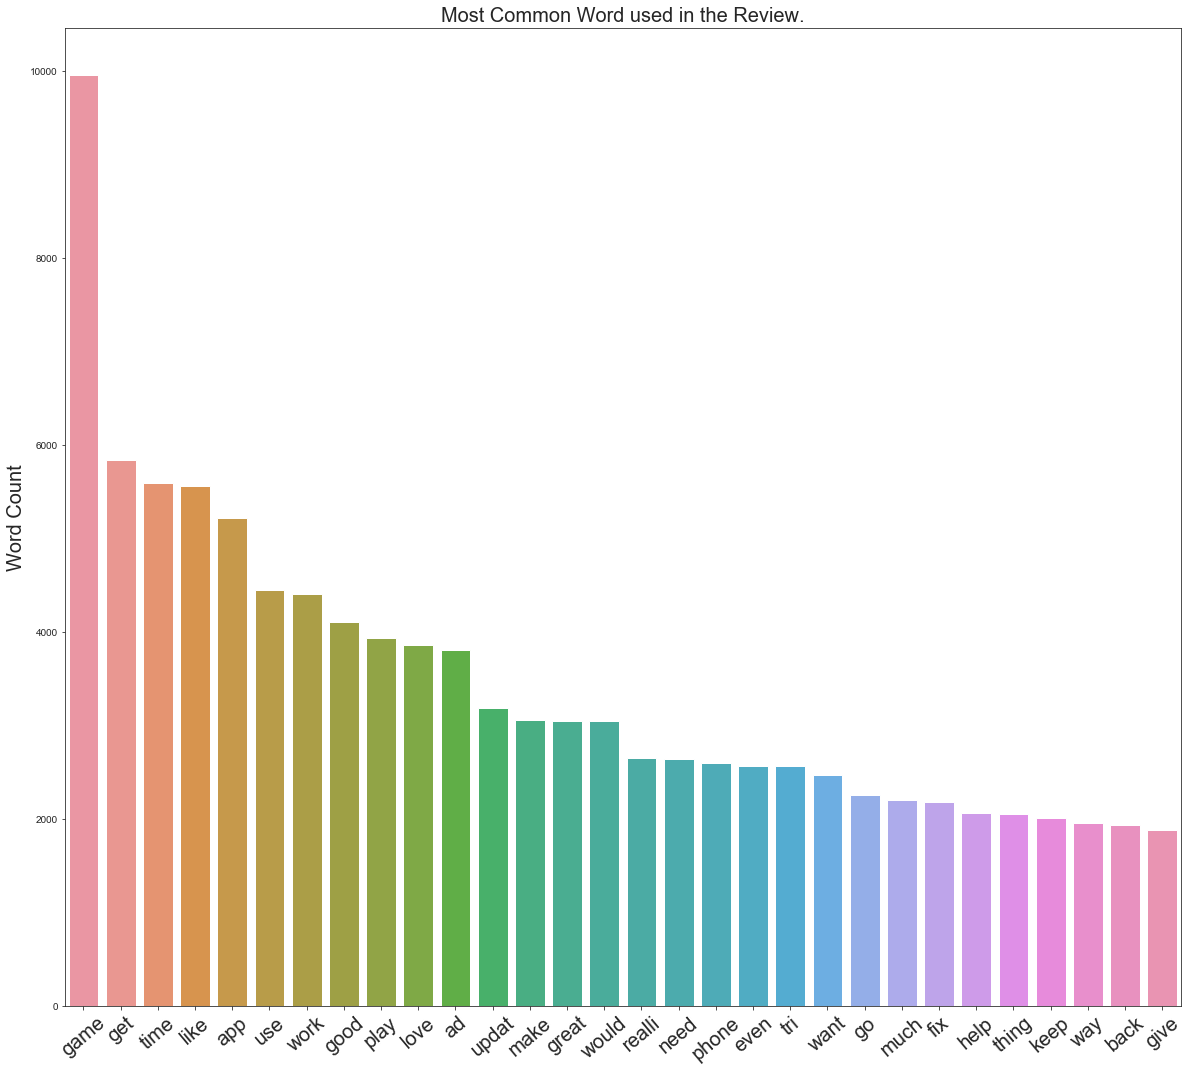 Most Common Word used in the Review.
Word Count
10000
8000
6000
4000
2000
0
game get time like app use work good play love ad updat make great would realli need phone even tri want go much fix help thing keep way back give